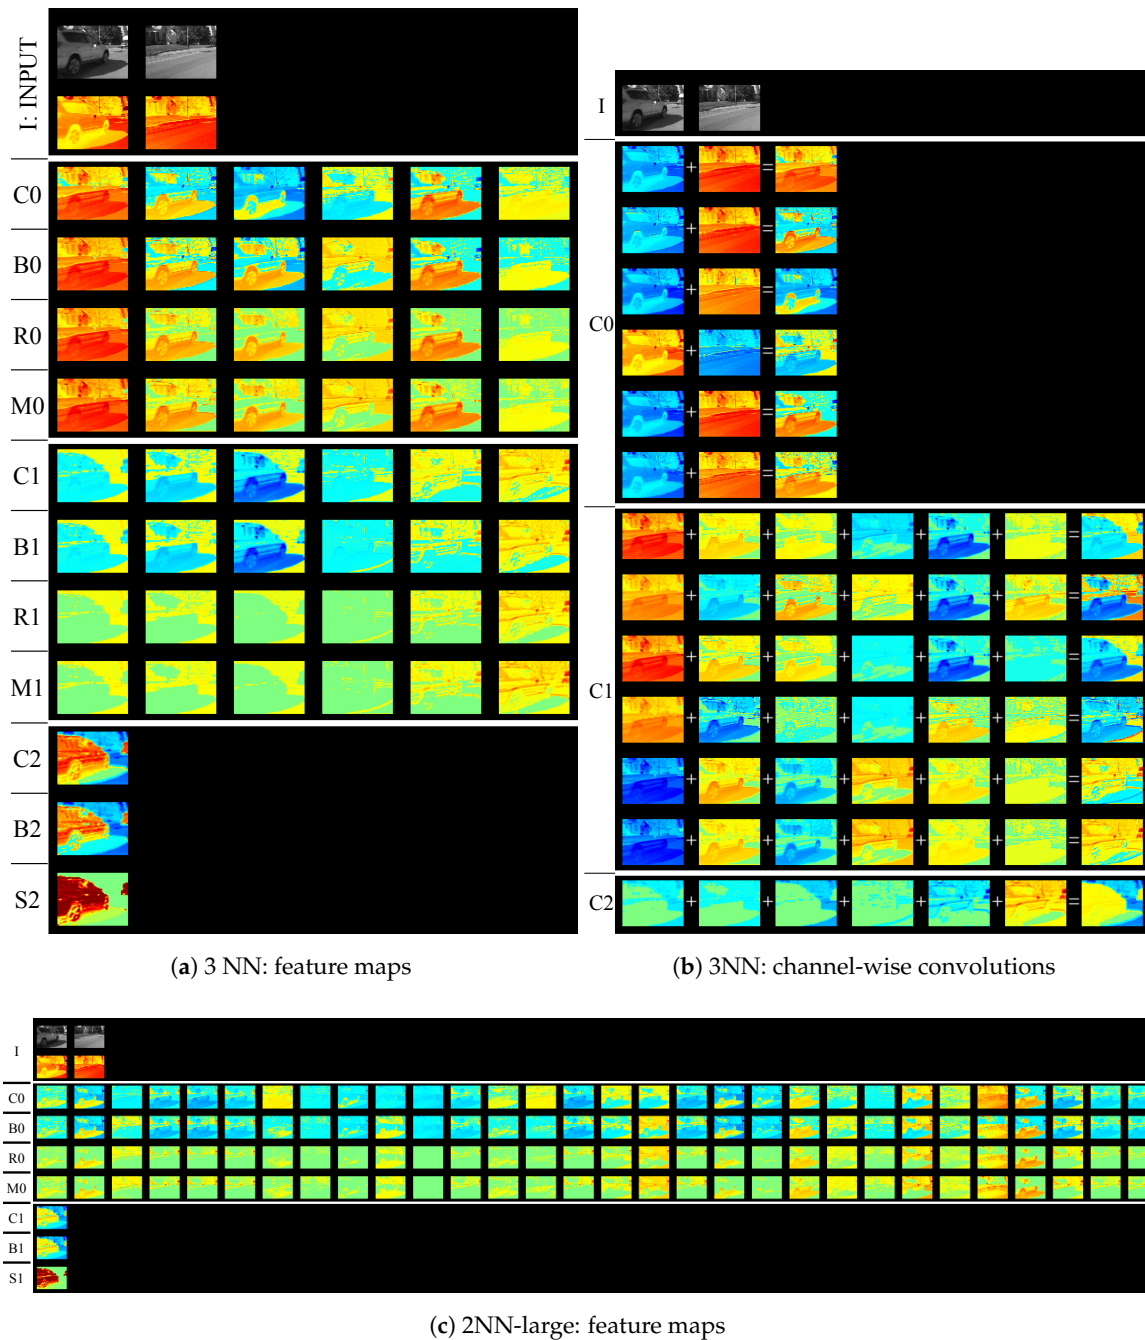 I: INPUT
C0
B0
R0
M0
C1
B1
R1
M1
C2
B2
S2
(a) 3 NN: feature maps
I
C0
+ =
+ =
+ =
+ =
+ =
+ =
C1
+ + + + + =
+ + + + + =
+ + + + + =
+ + + + + =
+ + + + + =
+ + + + + =
C2
+ + + + + =
(b) 3NN: channel-wise convolutions
I
C0
B0
R0
M0
C1
B1
S1
(c) 2NN-large: feature maps